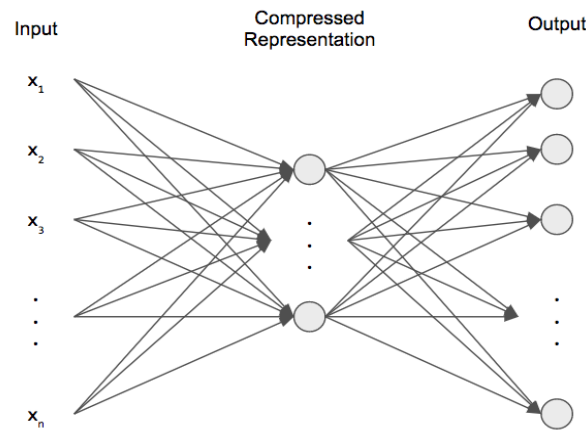 Input
Compressed
Representation
Output
x1
x2
x3
.
.
.
xn
.
.
.
.
.
.